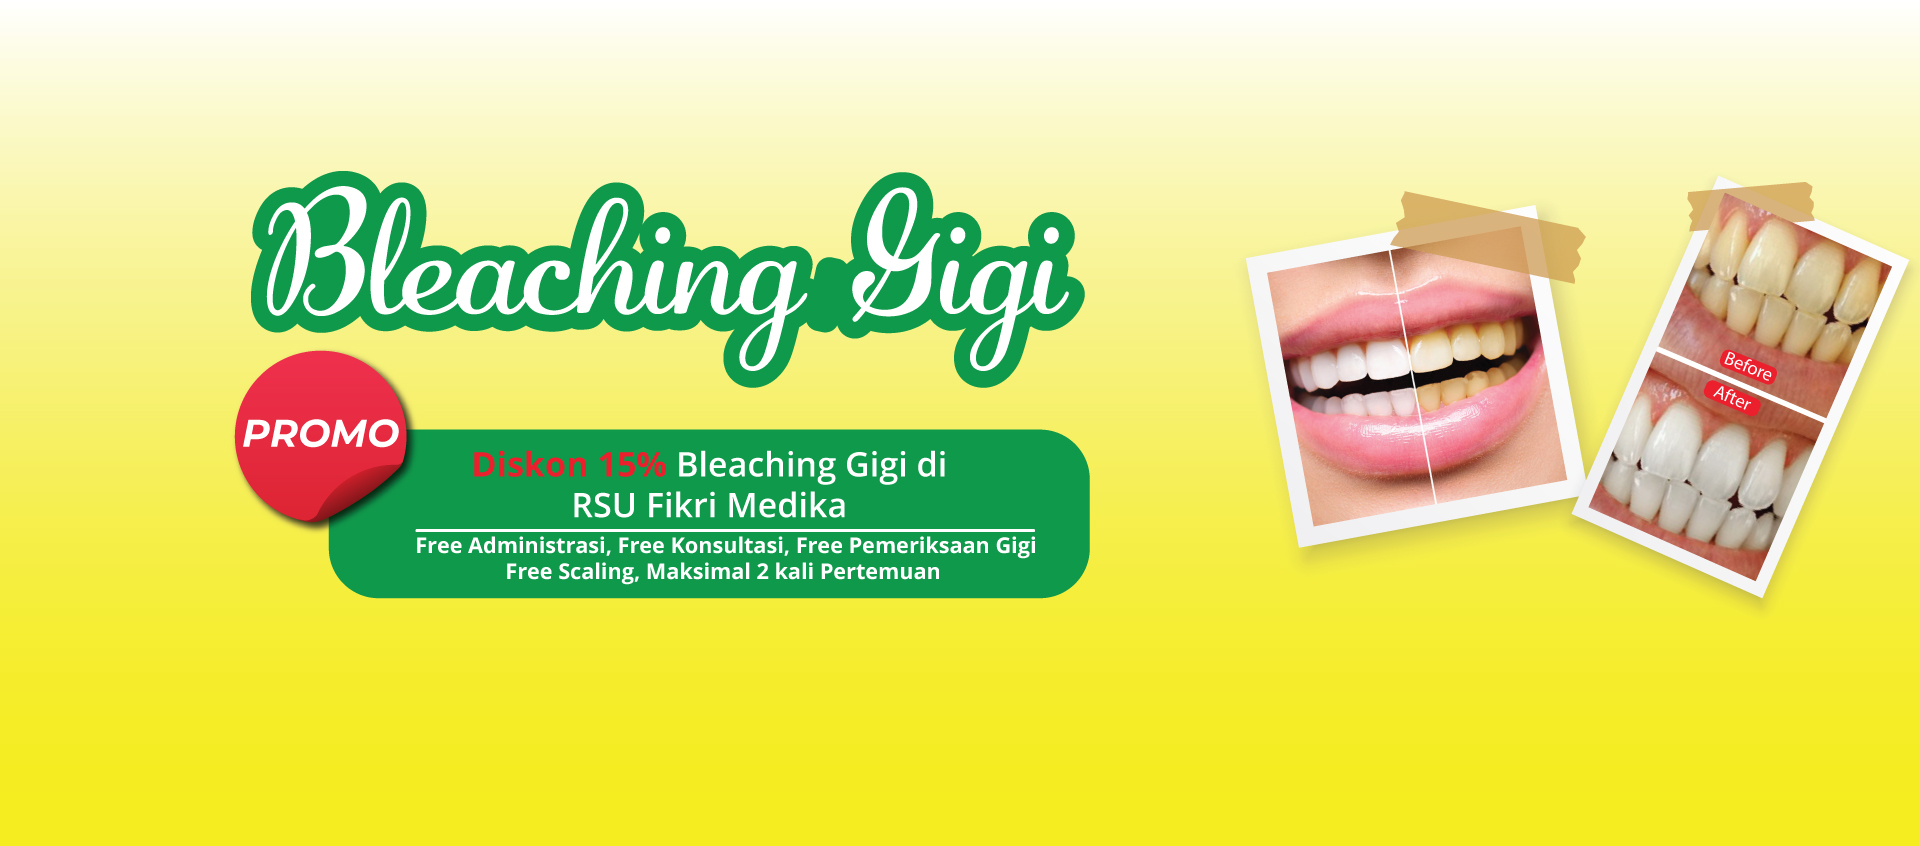 Bleaching Gigi
PROMO
Diskon 15% Bleaching Gigi di
RSU Fikri Medika
Free Administrasi, Free Konsultasi, Free Pemeriksaan Gigi
Free Scaling, Maksimal 2 kali Pertemuan
Before
After